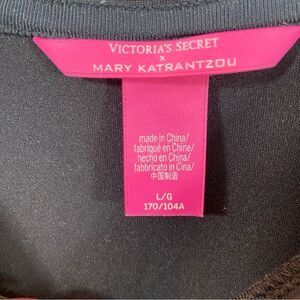 VICTORIA'S SECRET
x
MARY KATRANTZOU
made in China/
fabriqué en Chine/
hecho en China/
fabbricato in Cina/
中国制造
L/G
170/104A